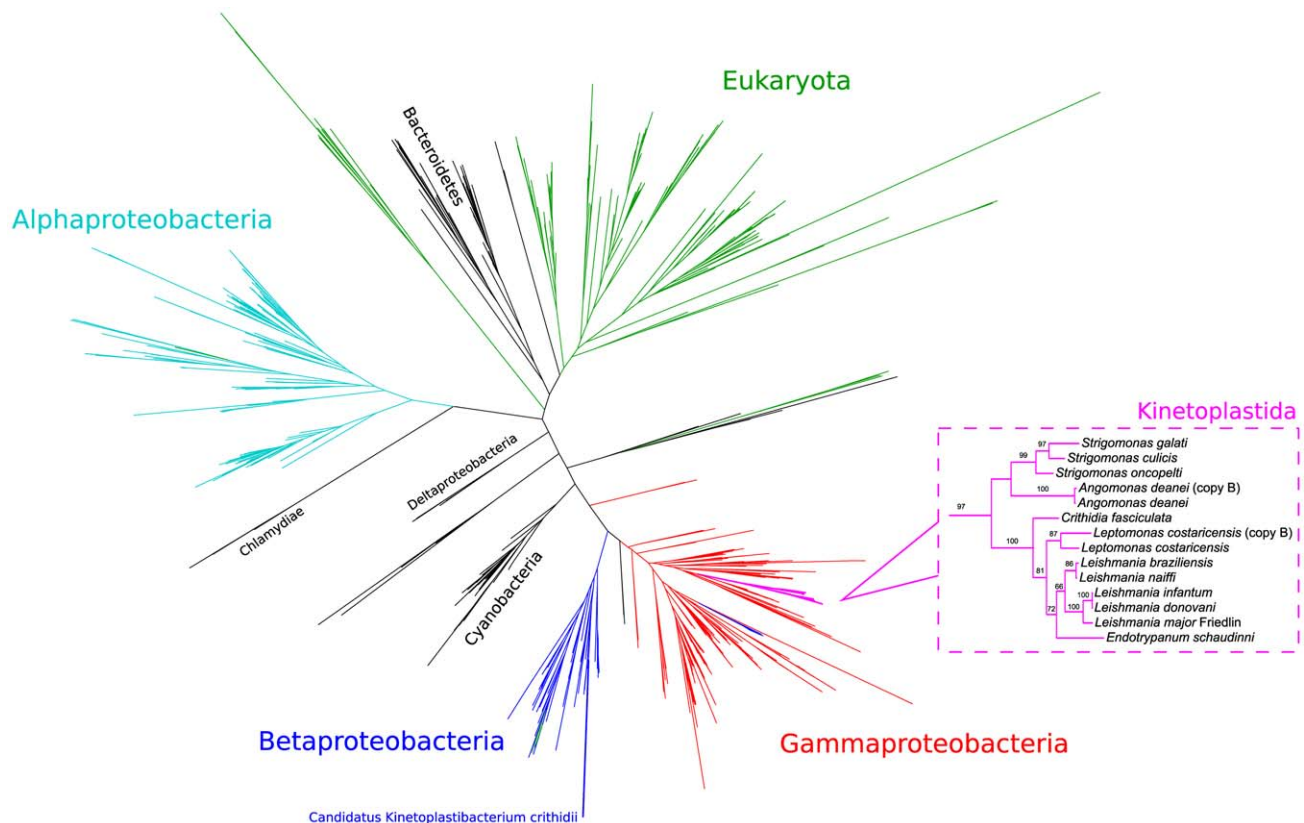 Eukaryota
Bacteroidetes
Alphaproteobacteria
Kinetoplastida
97
Strigomonas galati
99
Strigomonas culicis
Strigomonas oncopelti
100
Angomonas deanei (copy B)
97
Angomonas deanei
Crithidia fasciculata
100
87
Leptomonas costaricensis (copy B)
Leptomonas costaricensis
81
86
Leishmania braziliensis
66
Leishmania naiffi
100
Leishmania infantum
72
100
Leishmania donovani
Leishmania major Friedlin
Endotrypanum schaudinni
Deltaproteobacteria
Chlamydiae
Cyanobacteria
Betaproteobacteria
Gammaproteobacteria
Candidatus Kinetoplastibacterium crithidii